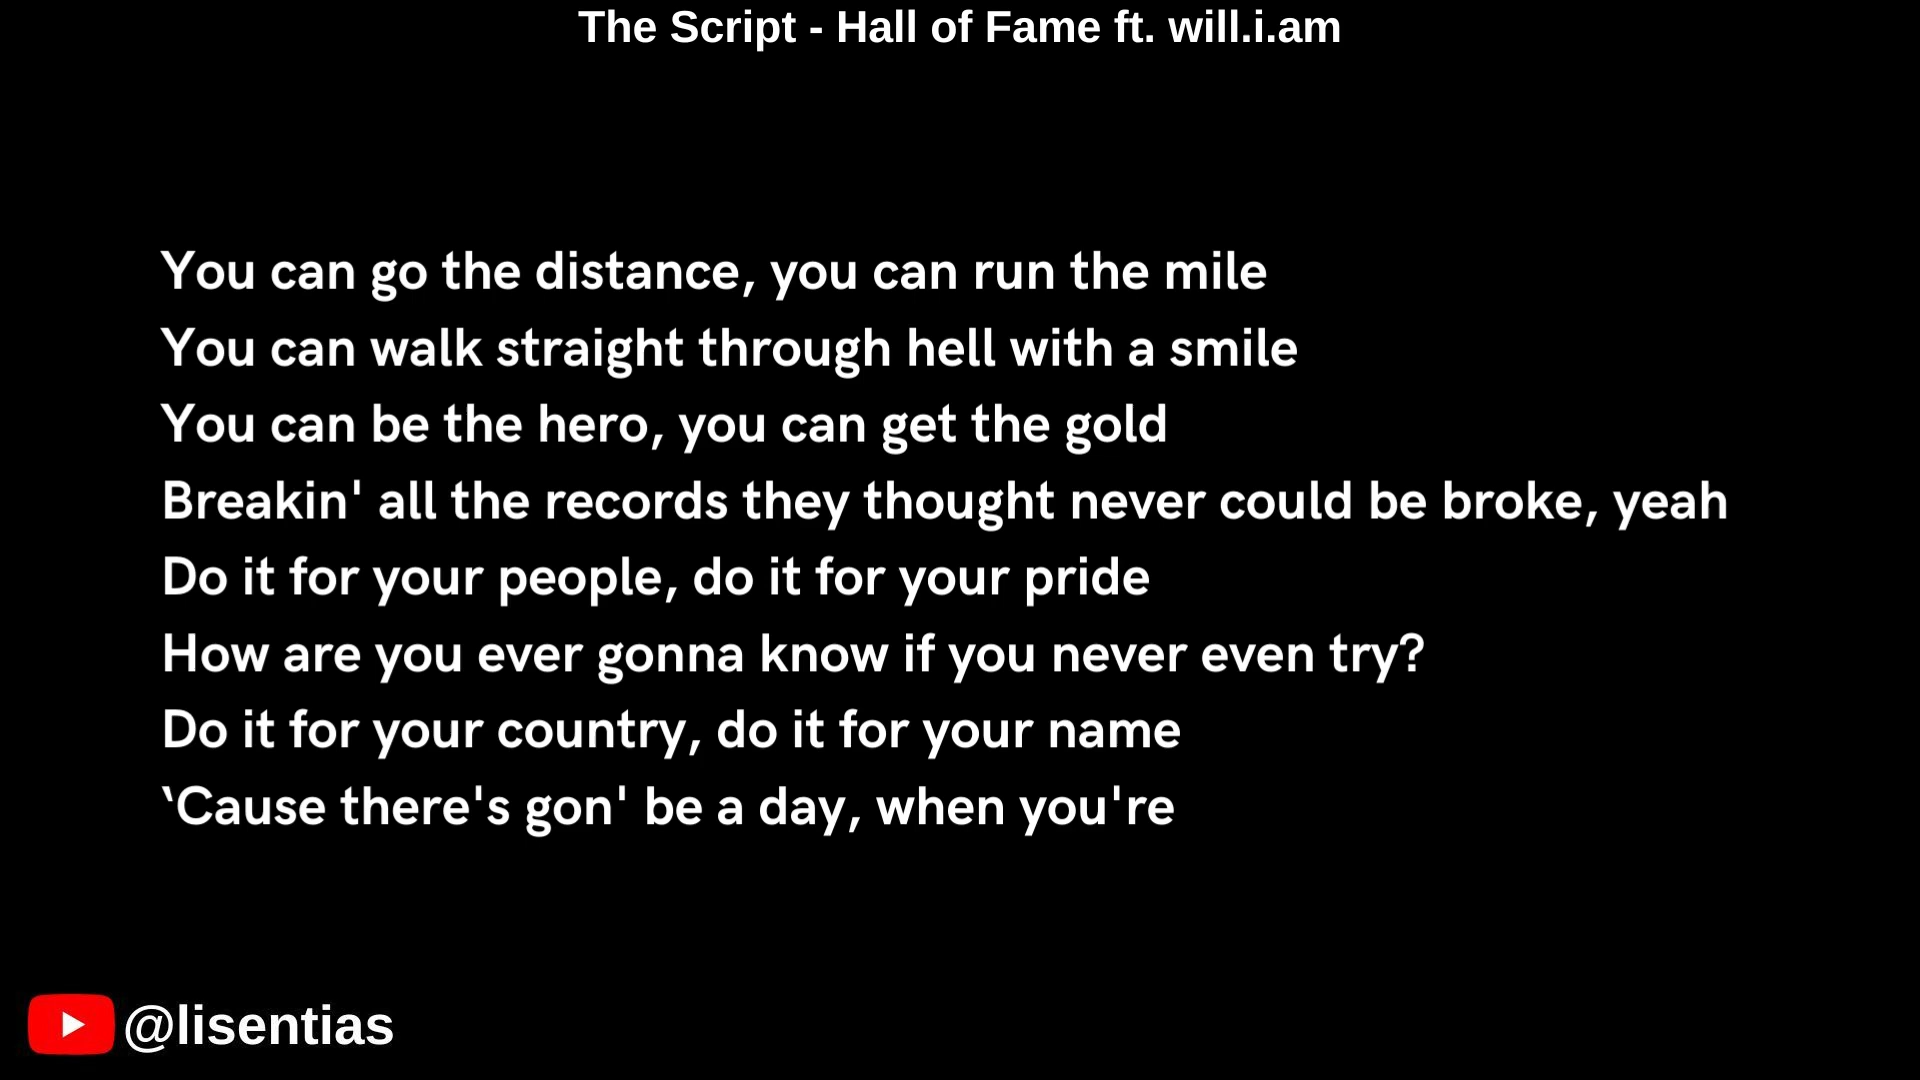 The Script - Hall of Fame ft. will.i.am
You can go the distance, you can run the mile
You can walk straight through hell with a smile
You can be the hero, you can get the gold
Breakin' all the records they thought never could be broke, yeah
Do it for your people, do it for your pride
How are you ever gonna know if you never even try?
Do it for your country, do it for your name
‘Cause there's gon' be a day, when you're
@lisentias